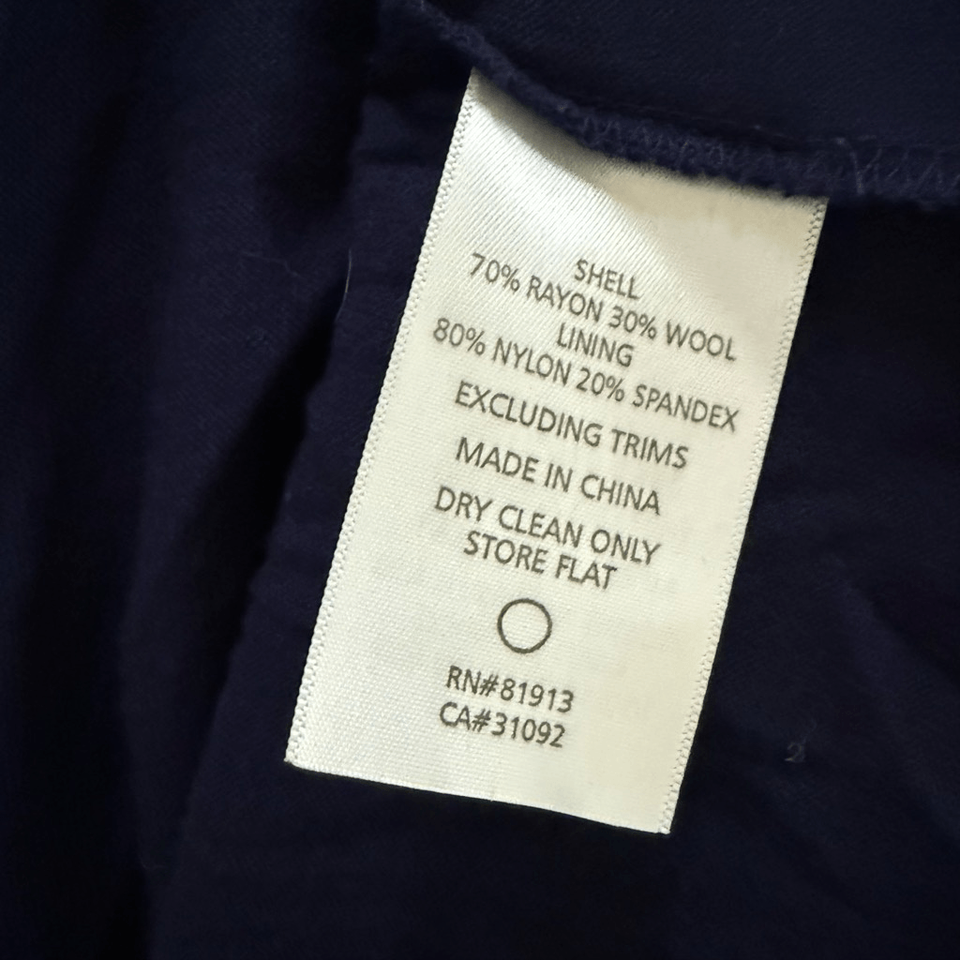 SHELL
70% RAYON 30% WOOL
LINING
80% NYLON 20% SPANDEX
EXCLUDING TRIMS
MADE IN CHINA
DRY CLEAN ONLY
STORE FLAT
RN#81913
CA#31092